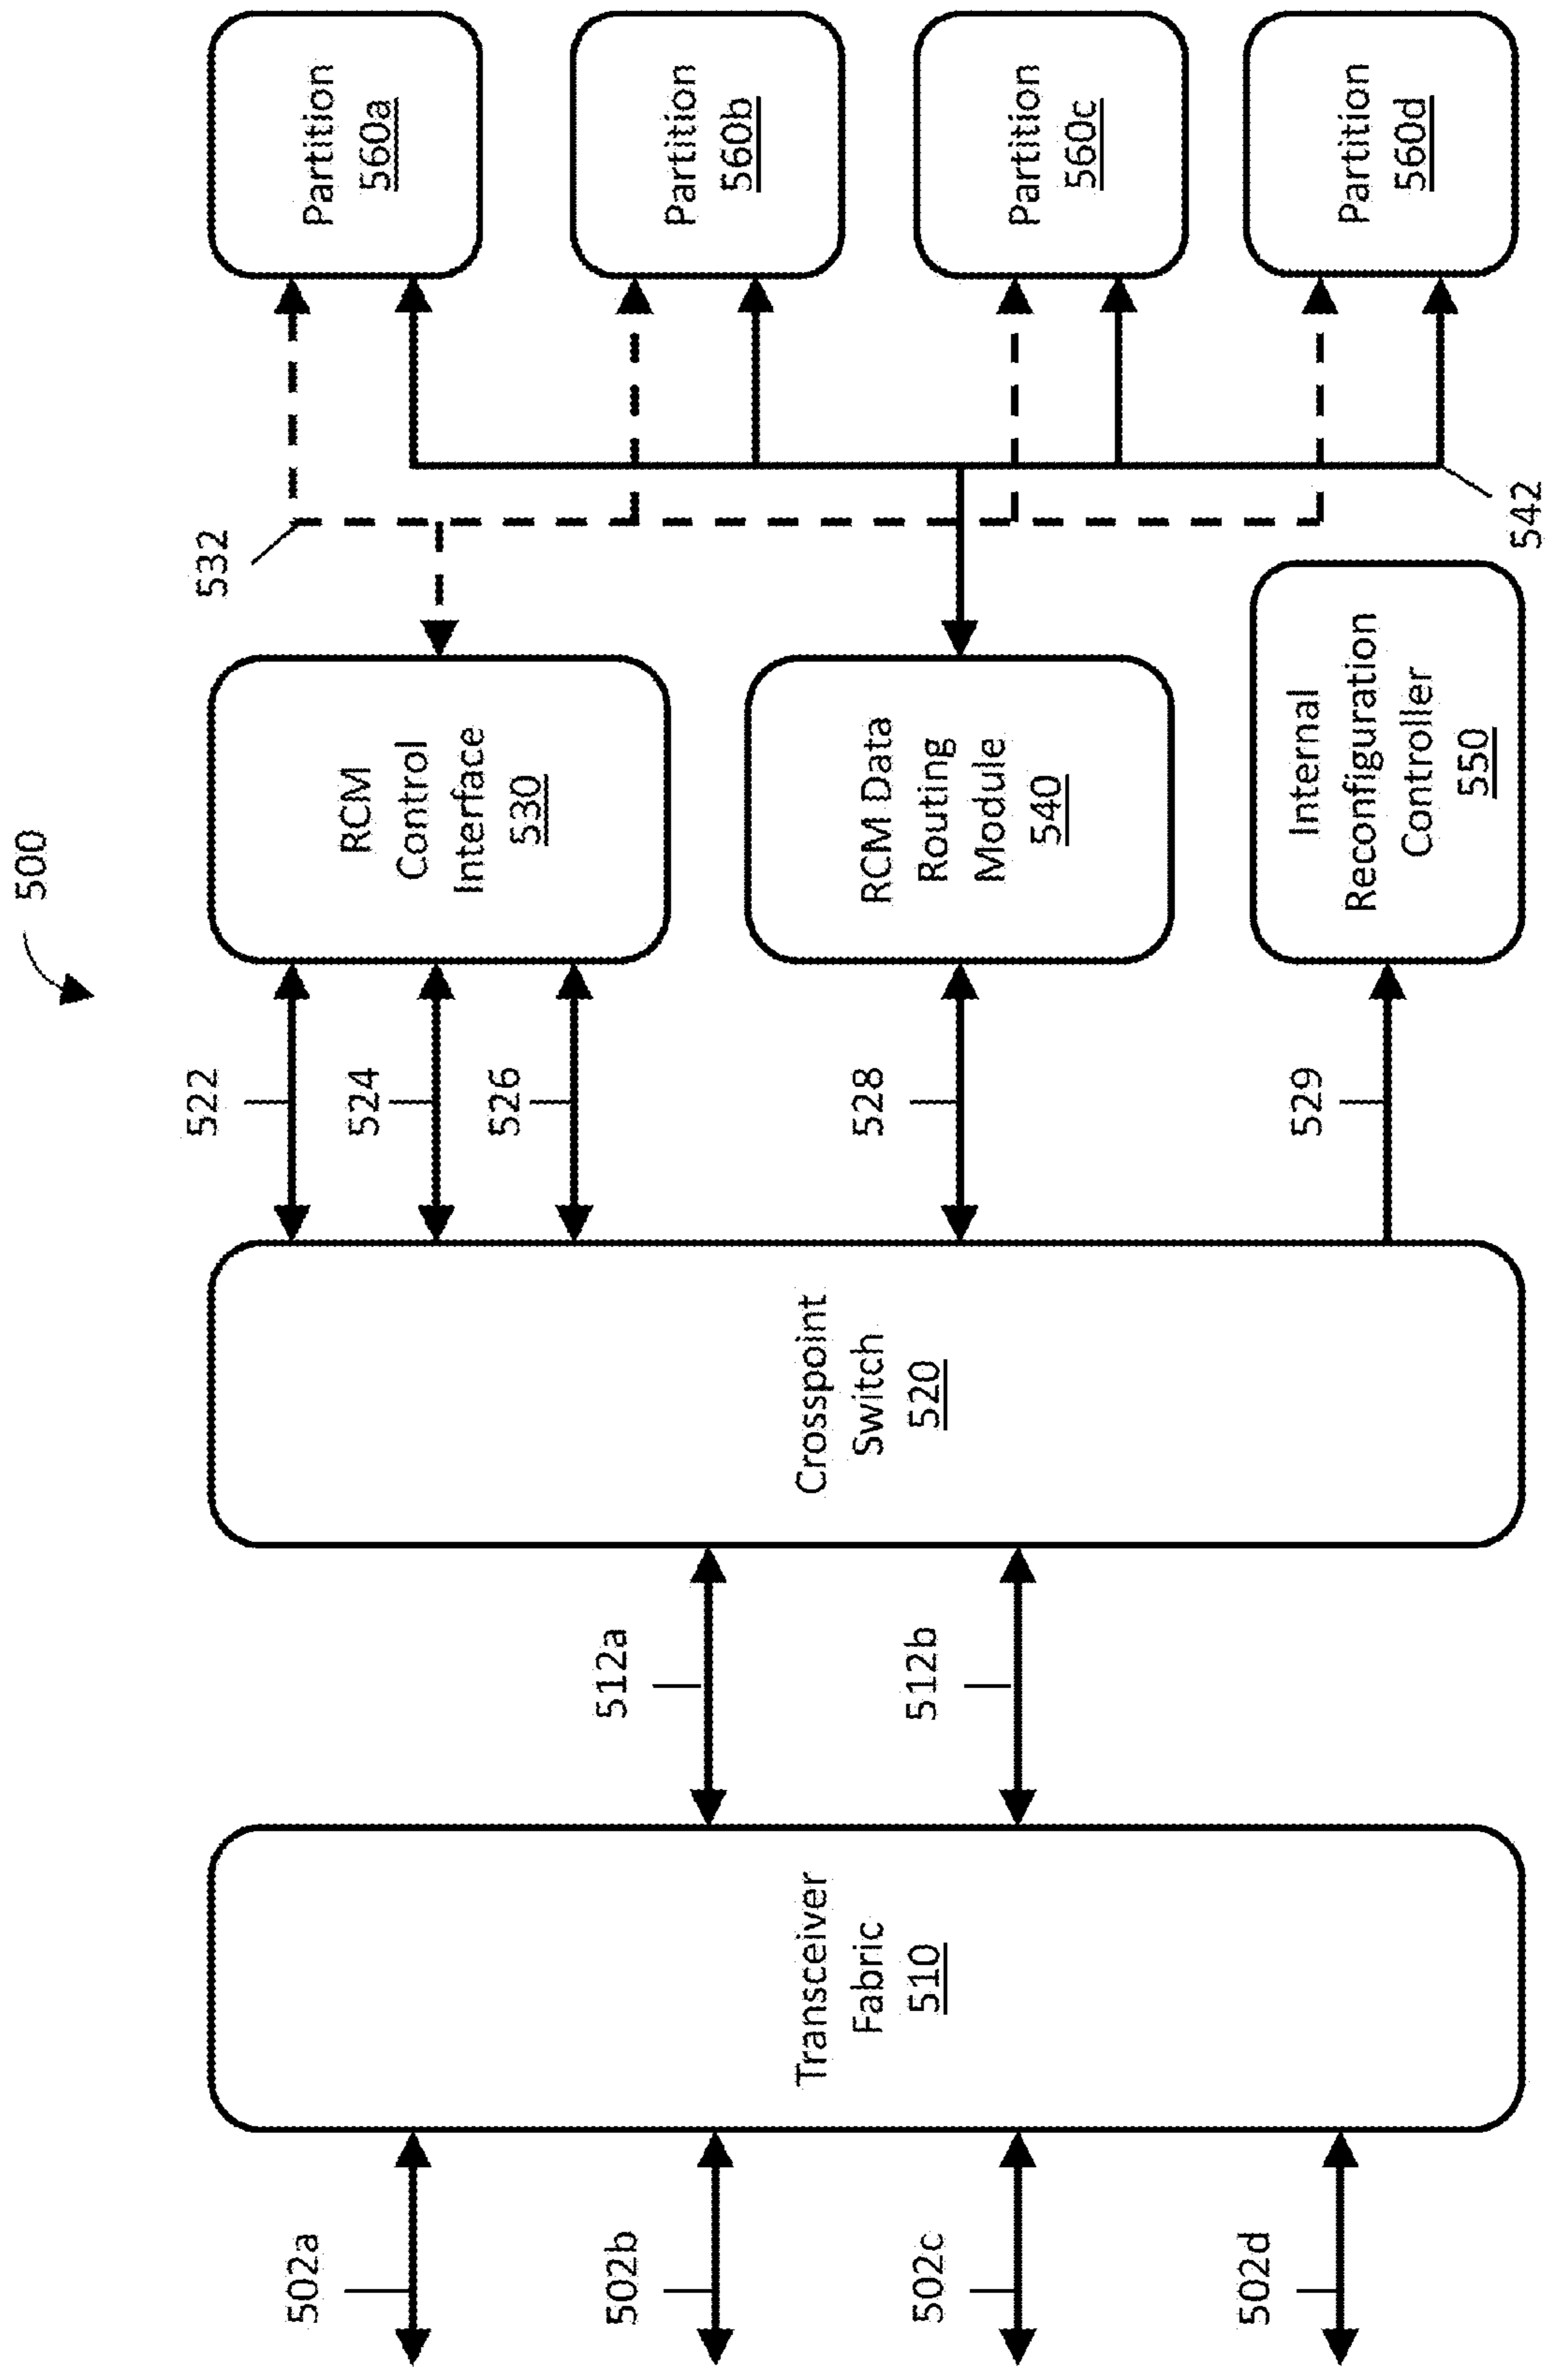 500
502a
502b
502c
502d
Transceiver
Fabric
510
512a
512b
Crosspoint
Switch
520
522
524
526
528
529
RCM
Control
Interface
530
RCM Data
Routing
Module
540
Internal
Reconfiguration
Controller
550
532
542
Partition
560a
Partition
560b
Partition
560c
Partition
560d